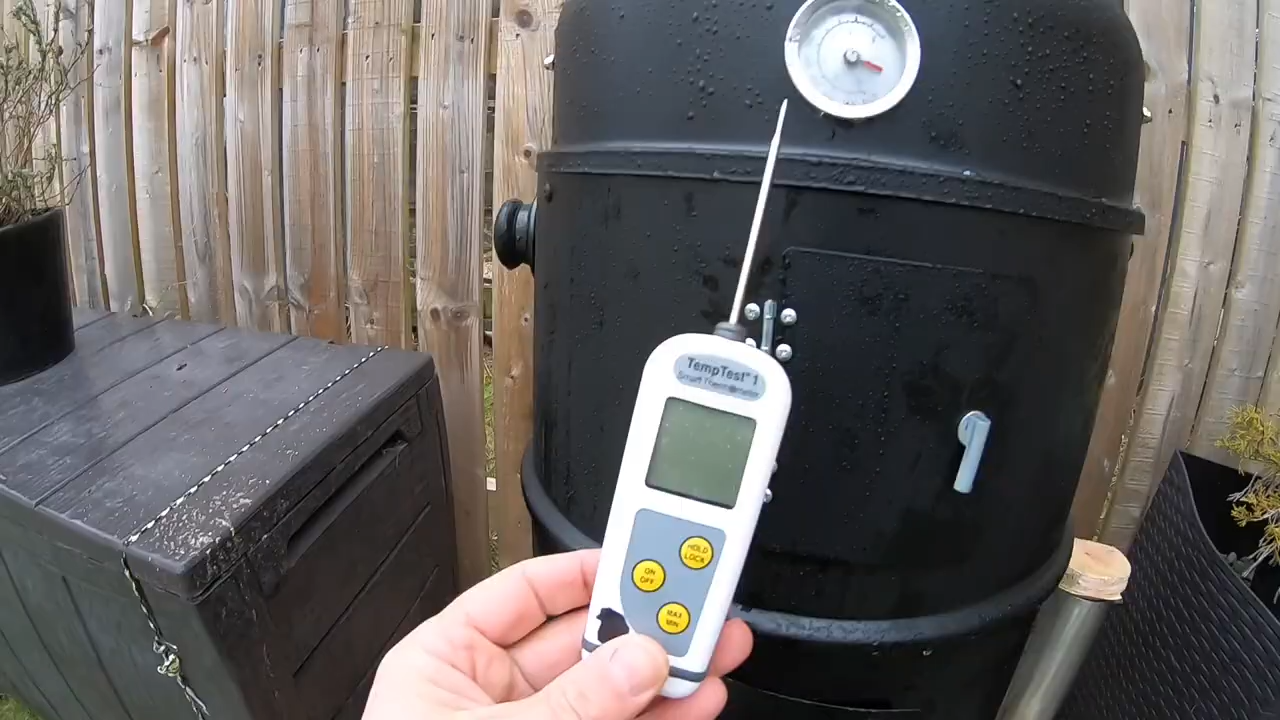 TempTest® 1
Smart Thermometer
HOLD
LOCK
ON
OFF
MAX
MIN